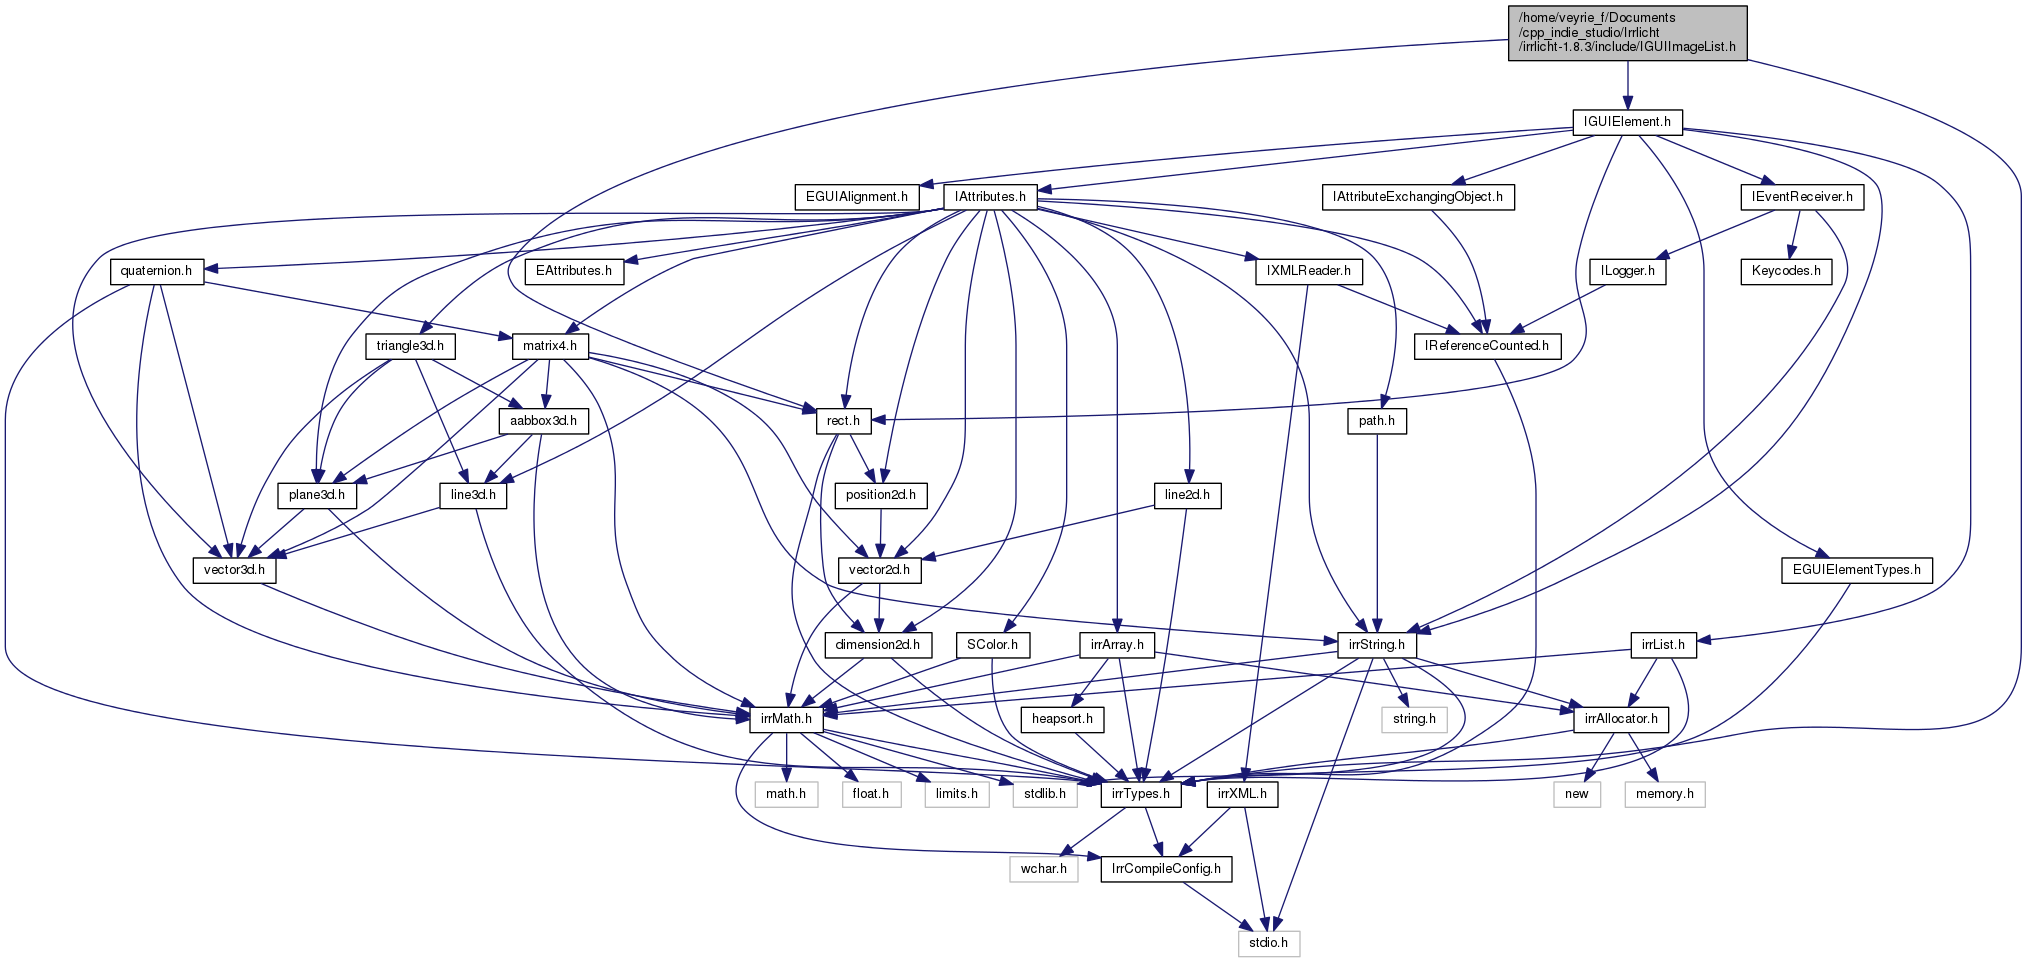 /home/veyrie_f/Documents
/cpp_indie_studio/Irrlicht
/irrlicht-1.8.3/include/IGUIImageList.h
IGUIElement.h
EGUIAlignment.h
IAttributes.h
IAttributeExchangingObject.h
IEventReceiver.h
quaternion.h
EAttributes.h
IXMLReader.h
ILogger.h
Keycodes.h
triangle3d.h
matrix4.h
IReferenceCounted.h
aabbox3d.h
rect.h
path.h
plane3d.h
line3d.h
position2d.h
line2d.h
vector3d.h
vector2d.h
EGUIElementTypes.h
dimension2d.h
SColor.h
irrArray.h
irrString.h
irrList.h
irrMath.h
heapsort.h
string.h
irrAllocator.h
math.h
float.h
limits.h
stdlib.h
irrTypes.h
irrXML.h
new
memory.h
wchar.h
IrrCompileConfig.h
stdio.h